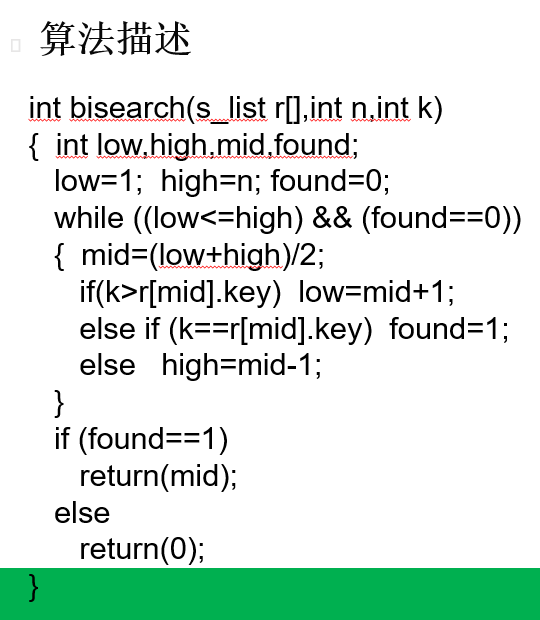 算法描述
int bisearch(s_list r[],int n,int k)
{  int low,high,mid,found;
low=1;  high=n; found=0;
while ((low<=high) && (found==0))
{  mid=(low+high)/2;
if(k>r[mid].key)  low=mid+1;
else if (k==r[mid].key)  found=1;
else   high=mid-1;
}
if (found==1)
return(mid);
else
return(0);
}